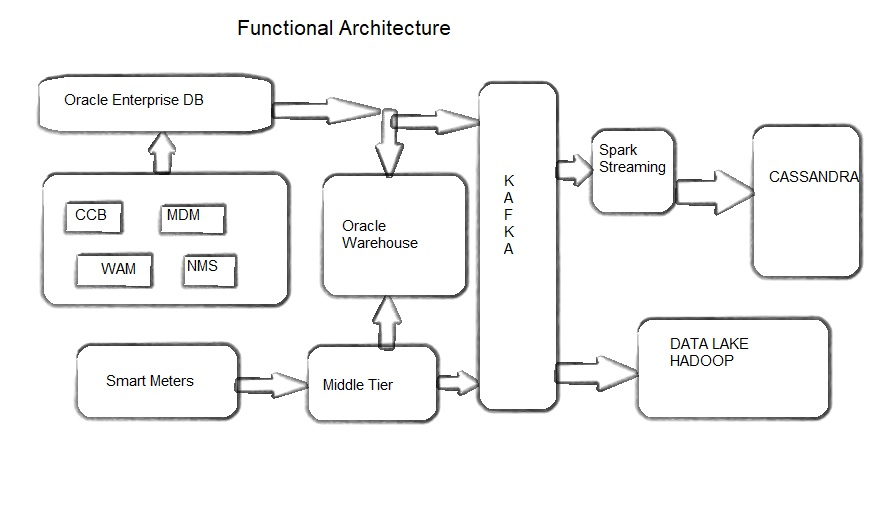 Functional Architecture
Oracle Enterprise DB
CCB
MDM
WAM
NMS
Oracle
Warehouse
Smart Meters
Middle Tier
K
A
F
K
A
Spark
Streaming
CASSANDRA
DATA LAKE
HADOOP